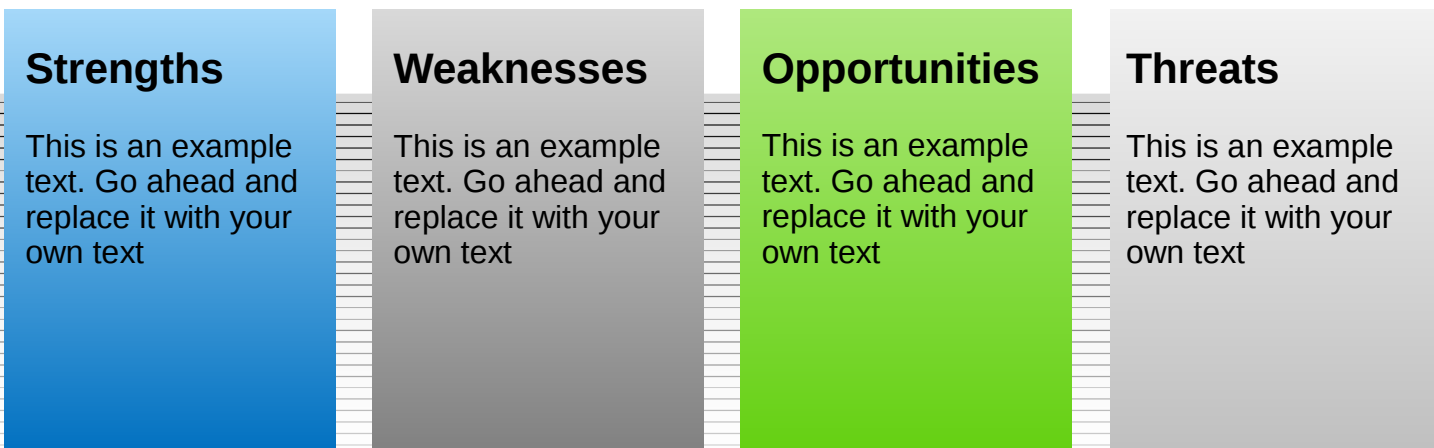 Strengths
This is an example
text. Go ahead and
replace it with your
own text
Weaknesses
This is an example
text. Go ahead and
replace it with your
own text
Opportunities
This is an example
text. Go ahead and
replace it with your
own text
Threats
This is an example
text. Go ahead and
replace it with your
own text